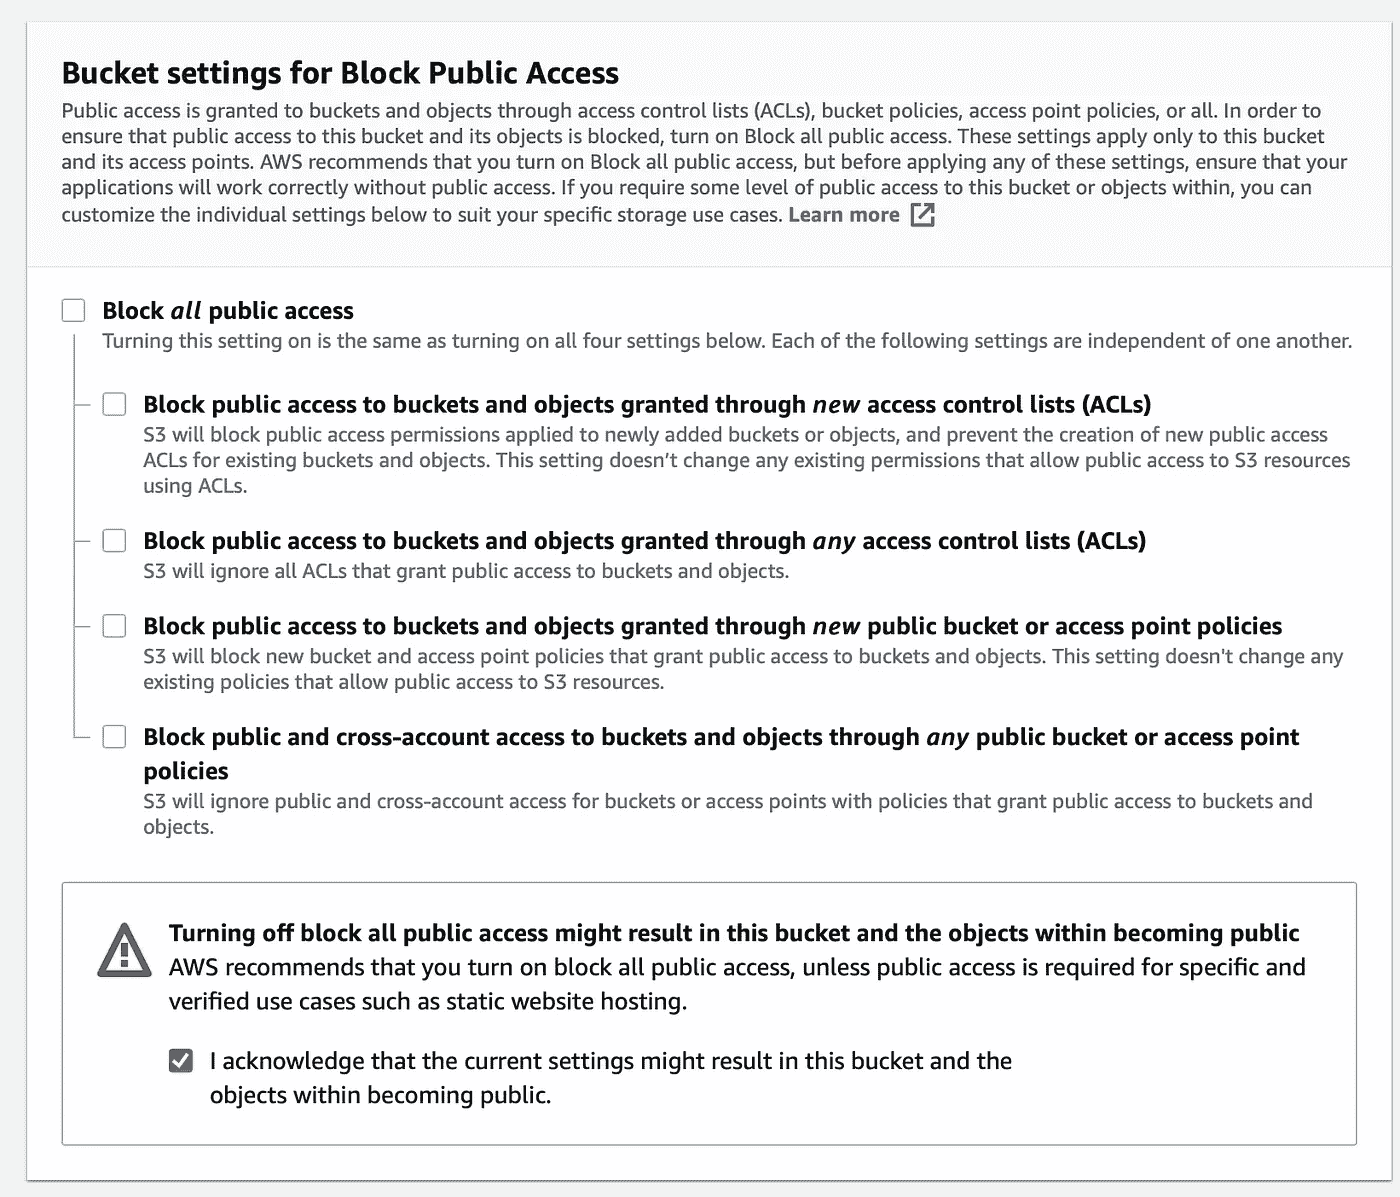 Bucket settings for Block Public Access
Public access is granted to buckets and objects through access control lists (ACLs), bucket policies, access point policies, or all. In order to
ensure that public access to this bucket and its objects is blocked, turn on Block all public access. These settings apply only to this bucket
and its access points. AWS recommends that you turn on Block all public access, but before applying any of these settings, ensure that your
applications will work correctly without public access. If you require some level of public access to this bucket or objects within, you can
customize the individual settings below to suit your specific storage use cases. Learn more
Block all public access
Turning this setting on is the same as turning on all four settings below. Each of the following settings are independent of one another.
Block public access to buckets and objects granted through new access control lists (ACLs)
S3 will block public access permissions applied to newly added buckets or objects, and prevent the creation of new public access
ACLs for existing buckets and objects. This setting doesn’t change any existing permissions that allow public access to S3 resources
using ACLs.
Block public access to buckets and objects granted through any access control lists (ACLs)
S3 will ignore all ACLs that grant public access to buckets and objects.
Block public access to buckets and objects granted through new public bucket or access point policies
S3 will block new bucket and access point policies that grant public access to buckets and objects. This setting doesn't change any
existing policies that allow public access to S3 resources.
Block public and cross-account access to buckets and objects through any public bucket or access point
policies
S3 will ignore public and cross-account access for buckets or access points with policies that grant public access to buckets and
objects.
Turning off block all public access might result in this bucket and the objects within becoming public
AWS recommends that you turn on block all public access, unless public access is required for specific and
verified use cases such as static website hosting.
I acknowledge that the current settings might result in this bucket and the
objects within becoming public.